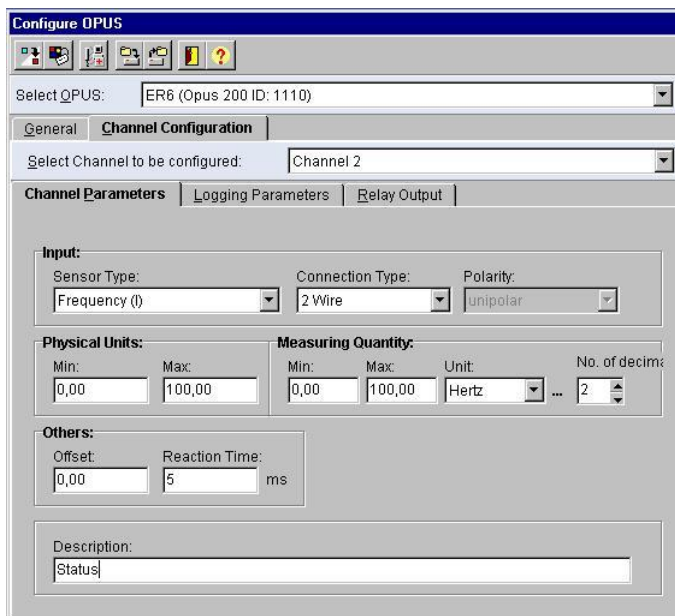 Configure OPUS
Select OPUS: ER6 (Opus 200 ID: 1110)
General Channel Configuration
Select Channel to be configured: Channel 2
Channel Parameters Logging Parameters Relay Output
Input:
Sensor Type: Connection Type: Polarity:
Frequency (I) 2 Wire unipolar
Physical Units: Measuring Quantity:
Min: Max: Min: Max: Unit: No. of decima
0,00 100,00 0,00 100,00 Hertz ... 2
Others:
Offset: Reaction Time:
0,00 5 ms
Description:
Status